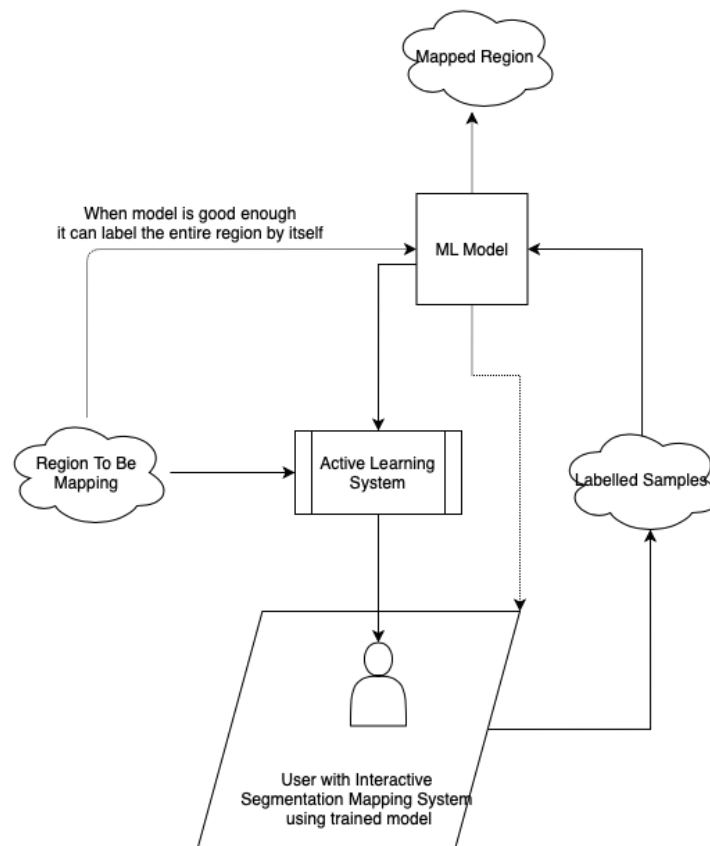 Mapped Region
When model is good enough
it can label the entire region by itself
ML Model
Region To Be
Mapping
Active Learning
System
Labelled Samples
User with Interactive
Segmentation Mapping System
using trained model